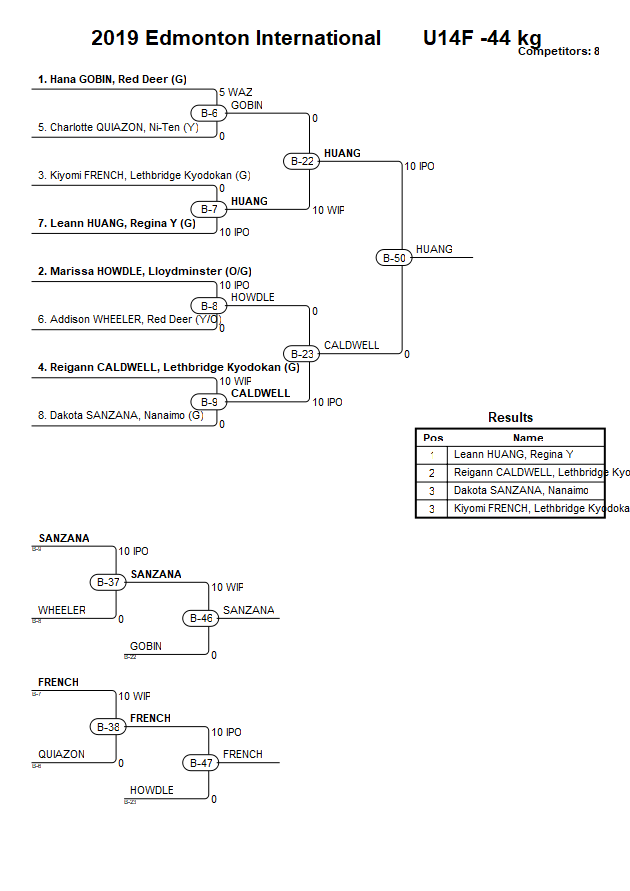 2019 Edmonton International U14F -44 kg
Competitors: 8
1. Hana GOBIN, Red Deer (G)
5 WAZ
B-6
GOBIN
5. Charlotte QUIAZON, Ni-Ten (Y)
0
0
B-22
HUANG
3. Kiyomi FRENCH, Lethbridge Kyodokan (G)
0
B-7
HUANG
10 WIF
7. Leann HUANG, Regina Y (G)
10 IPO
10 IPO
B-50
HUANG
2. Marissa HOWDLE, Lloydminster (O/G)
10 IPO
B-8
HOWDLE
6. Addison WHEELER, Red Deer (Y/O)
0
0
B-23
CALDWELL
0
4. Reigann CALDWELL, Lethbridge Kyodokan (G)
10 WIF
B-9
CALDWELL
10 IPO
8. Dakota SANZANA, Nanaimo (G)
0
Results
Pos Name
1 Leann HUANG, Regina Y
2 Reigann CALDWELL, Lethbridge Kyo
3 Dakota SANZANA, Nanaimo
3 Kiyomi FRENCH, Lethbridge Kyodoka
SANZANA
B-9
10 IPO
B-37
SANZANA
WHEELER
B-8
0
10 WIF
B-46
SANZANA
GOBIN
B-22
0
FRENCH
B-7
10 WIF
B-38
FRENCH
QUIAZON
B-6
0
10 IPO
B-47
FRENCH
HOWDLE
B-23
0